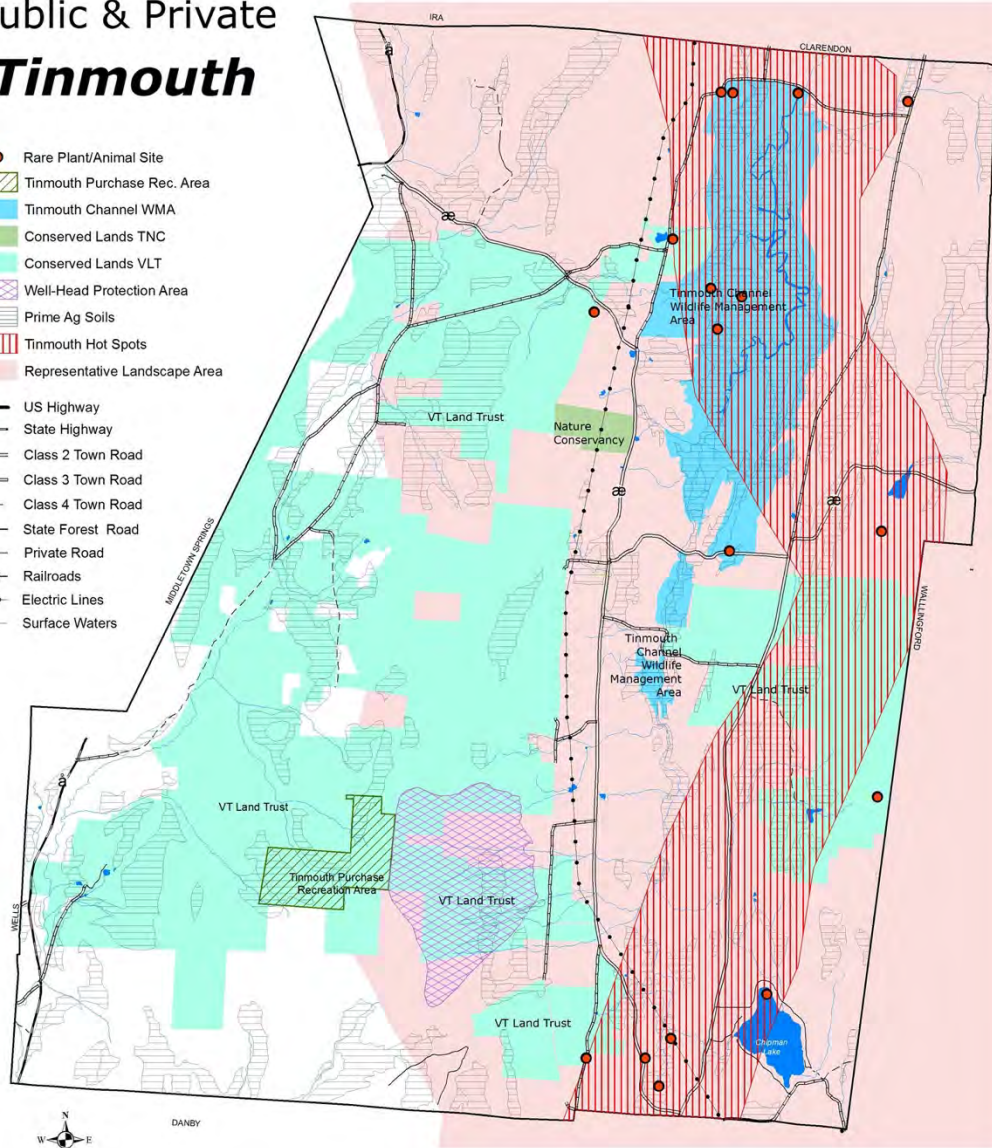 ublic & Private
Tinmouth
Rare Plant/Animal Site
Tinmouth Purchase Rec. Area
Tinmouth Channel WMA
Conserved Lands TNC
Conserved Lands VLT
Well-Head Protection Area
Prime Ag Soils
Tinmouth Hot Spots
Representative Landscape Area
US Highway
State Highway
Class 2 Town Road
Class 3 Town Road
Class 4 Town Road
State Forest Road
Private Road
Railroads
Electric Lines
Surface Waters
IRA
CLARENDON
å
æ
Tinmouth Channel
Wildlife Management
Area
VT Land Trust
Nature
Conservancy
æ
æ
MIDDLETOWN SPRINGS
WALLINGFORD
Tinmouth
Channel
Wildlife
Management
Area
VT Land Trust
å
VT Land Trust
Tinmouth Purchase
Recreation Area
VT Land Trust
WELLS
VT Land Trust
Chipman
Lake
DANBY
N
W
E